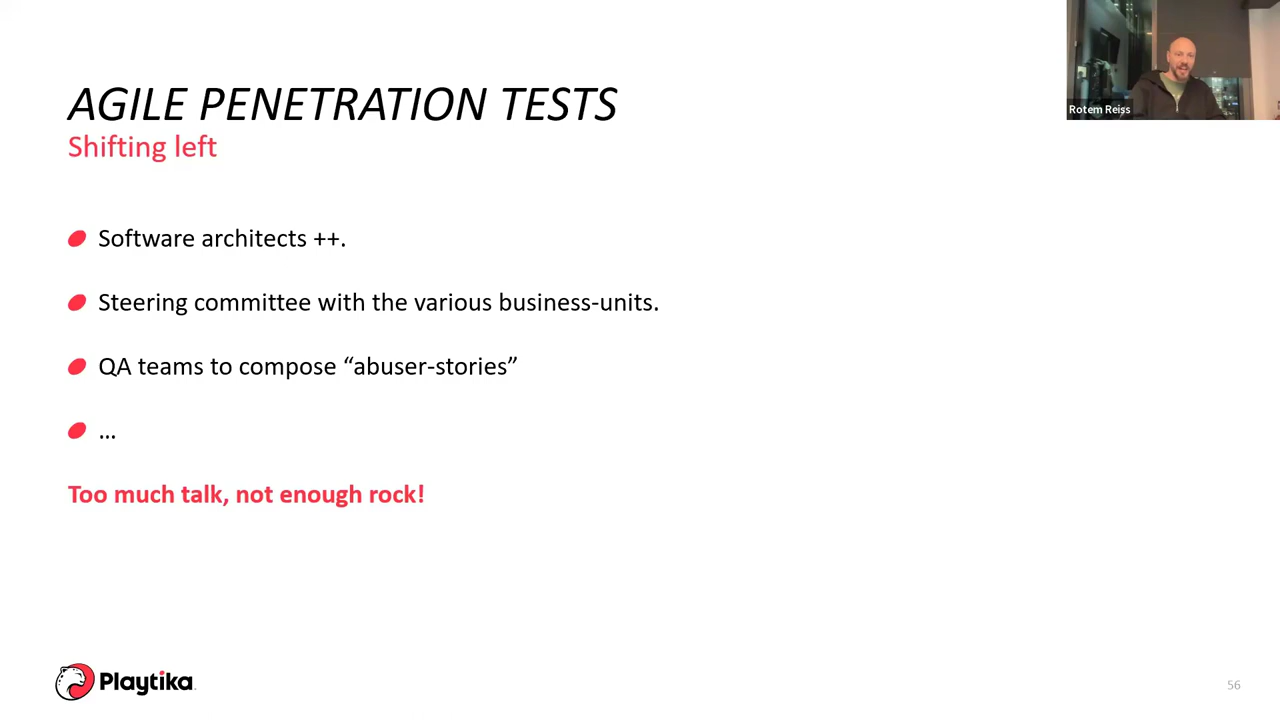 AGILE PENETRATION TESTS
Shifting left
Software architects ++.
Steering committee with the various business-units.
QA teams to compose “abuser-stories”
...
Too much talk, not enough rock!
Rotem Reiss
Playtika
56